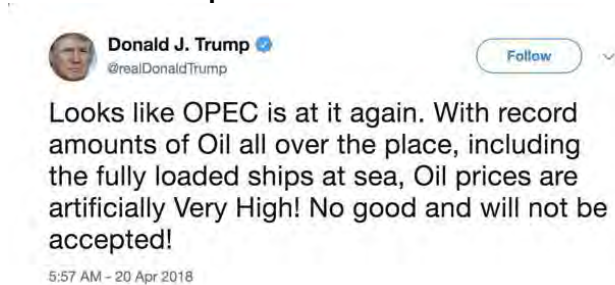 Donald J. Trump
@realDonaldTrump
Follow
Looks like OPEC is at it again. With record
amounts of Oil all over the place, including
the fully loaded ships at sea, Oil prices are
artificially Very High! No good and will not be
accepted!
5:57 AM - 20 Apr 2018